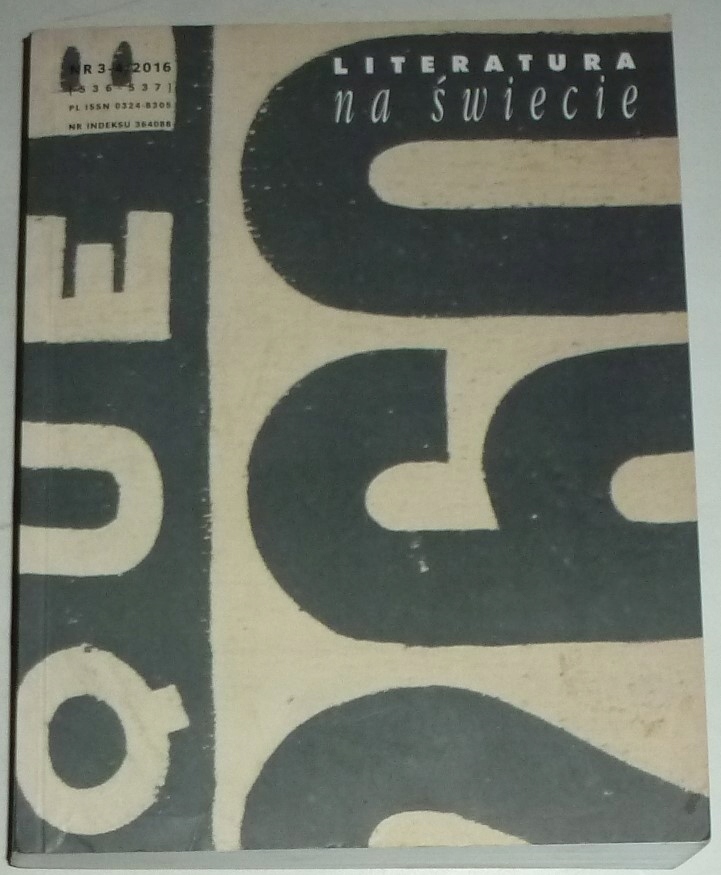 NR 3-4/2016
[536-537]
PL ISSN 0324-8305
NR INDEKSU 364088
LITERATURA
na świecie
QUE